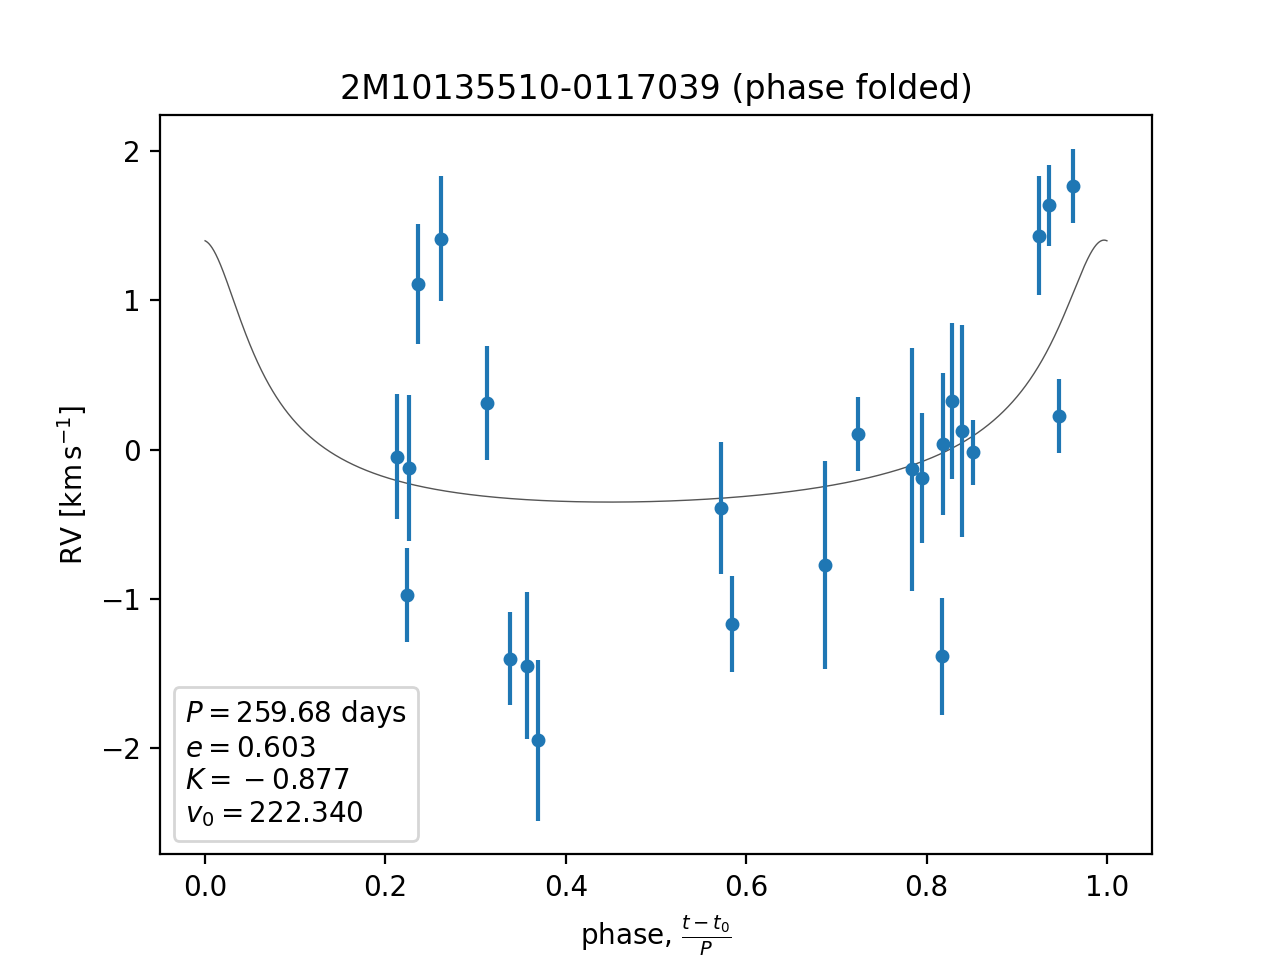 2M10135510-0117039 (phase folded)
2
1
0
−1
−2
RV [km s⁻¹]
P = 259.68 days
e = 0.603
K = −0.877
v₀ = 222.340
0.0 0.2 0.4 0.6 0.8 1.0
phase, (t − t₀)/P